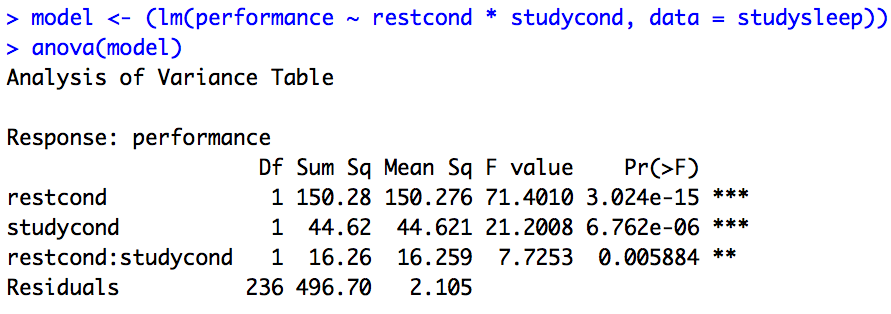 > model <- (lm(performance ~ restcond * studycond, data = studysleep))
> anova(model)
Analysis of Variance Table
Response: performance
Df Sum Sq Mean Sq F value Pr(>F)
restcond 1 150.28 150.276 71.4010 3.024e-15 ***
studycond 1 44.62 44.621 21.2008 6.762e-06 ***
restcond:studycond 1 16.26 16.259 7.7253 0.005884 **
Residuals 236 496.70 2.105